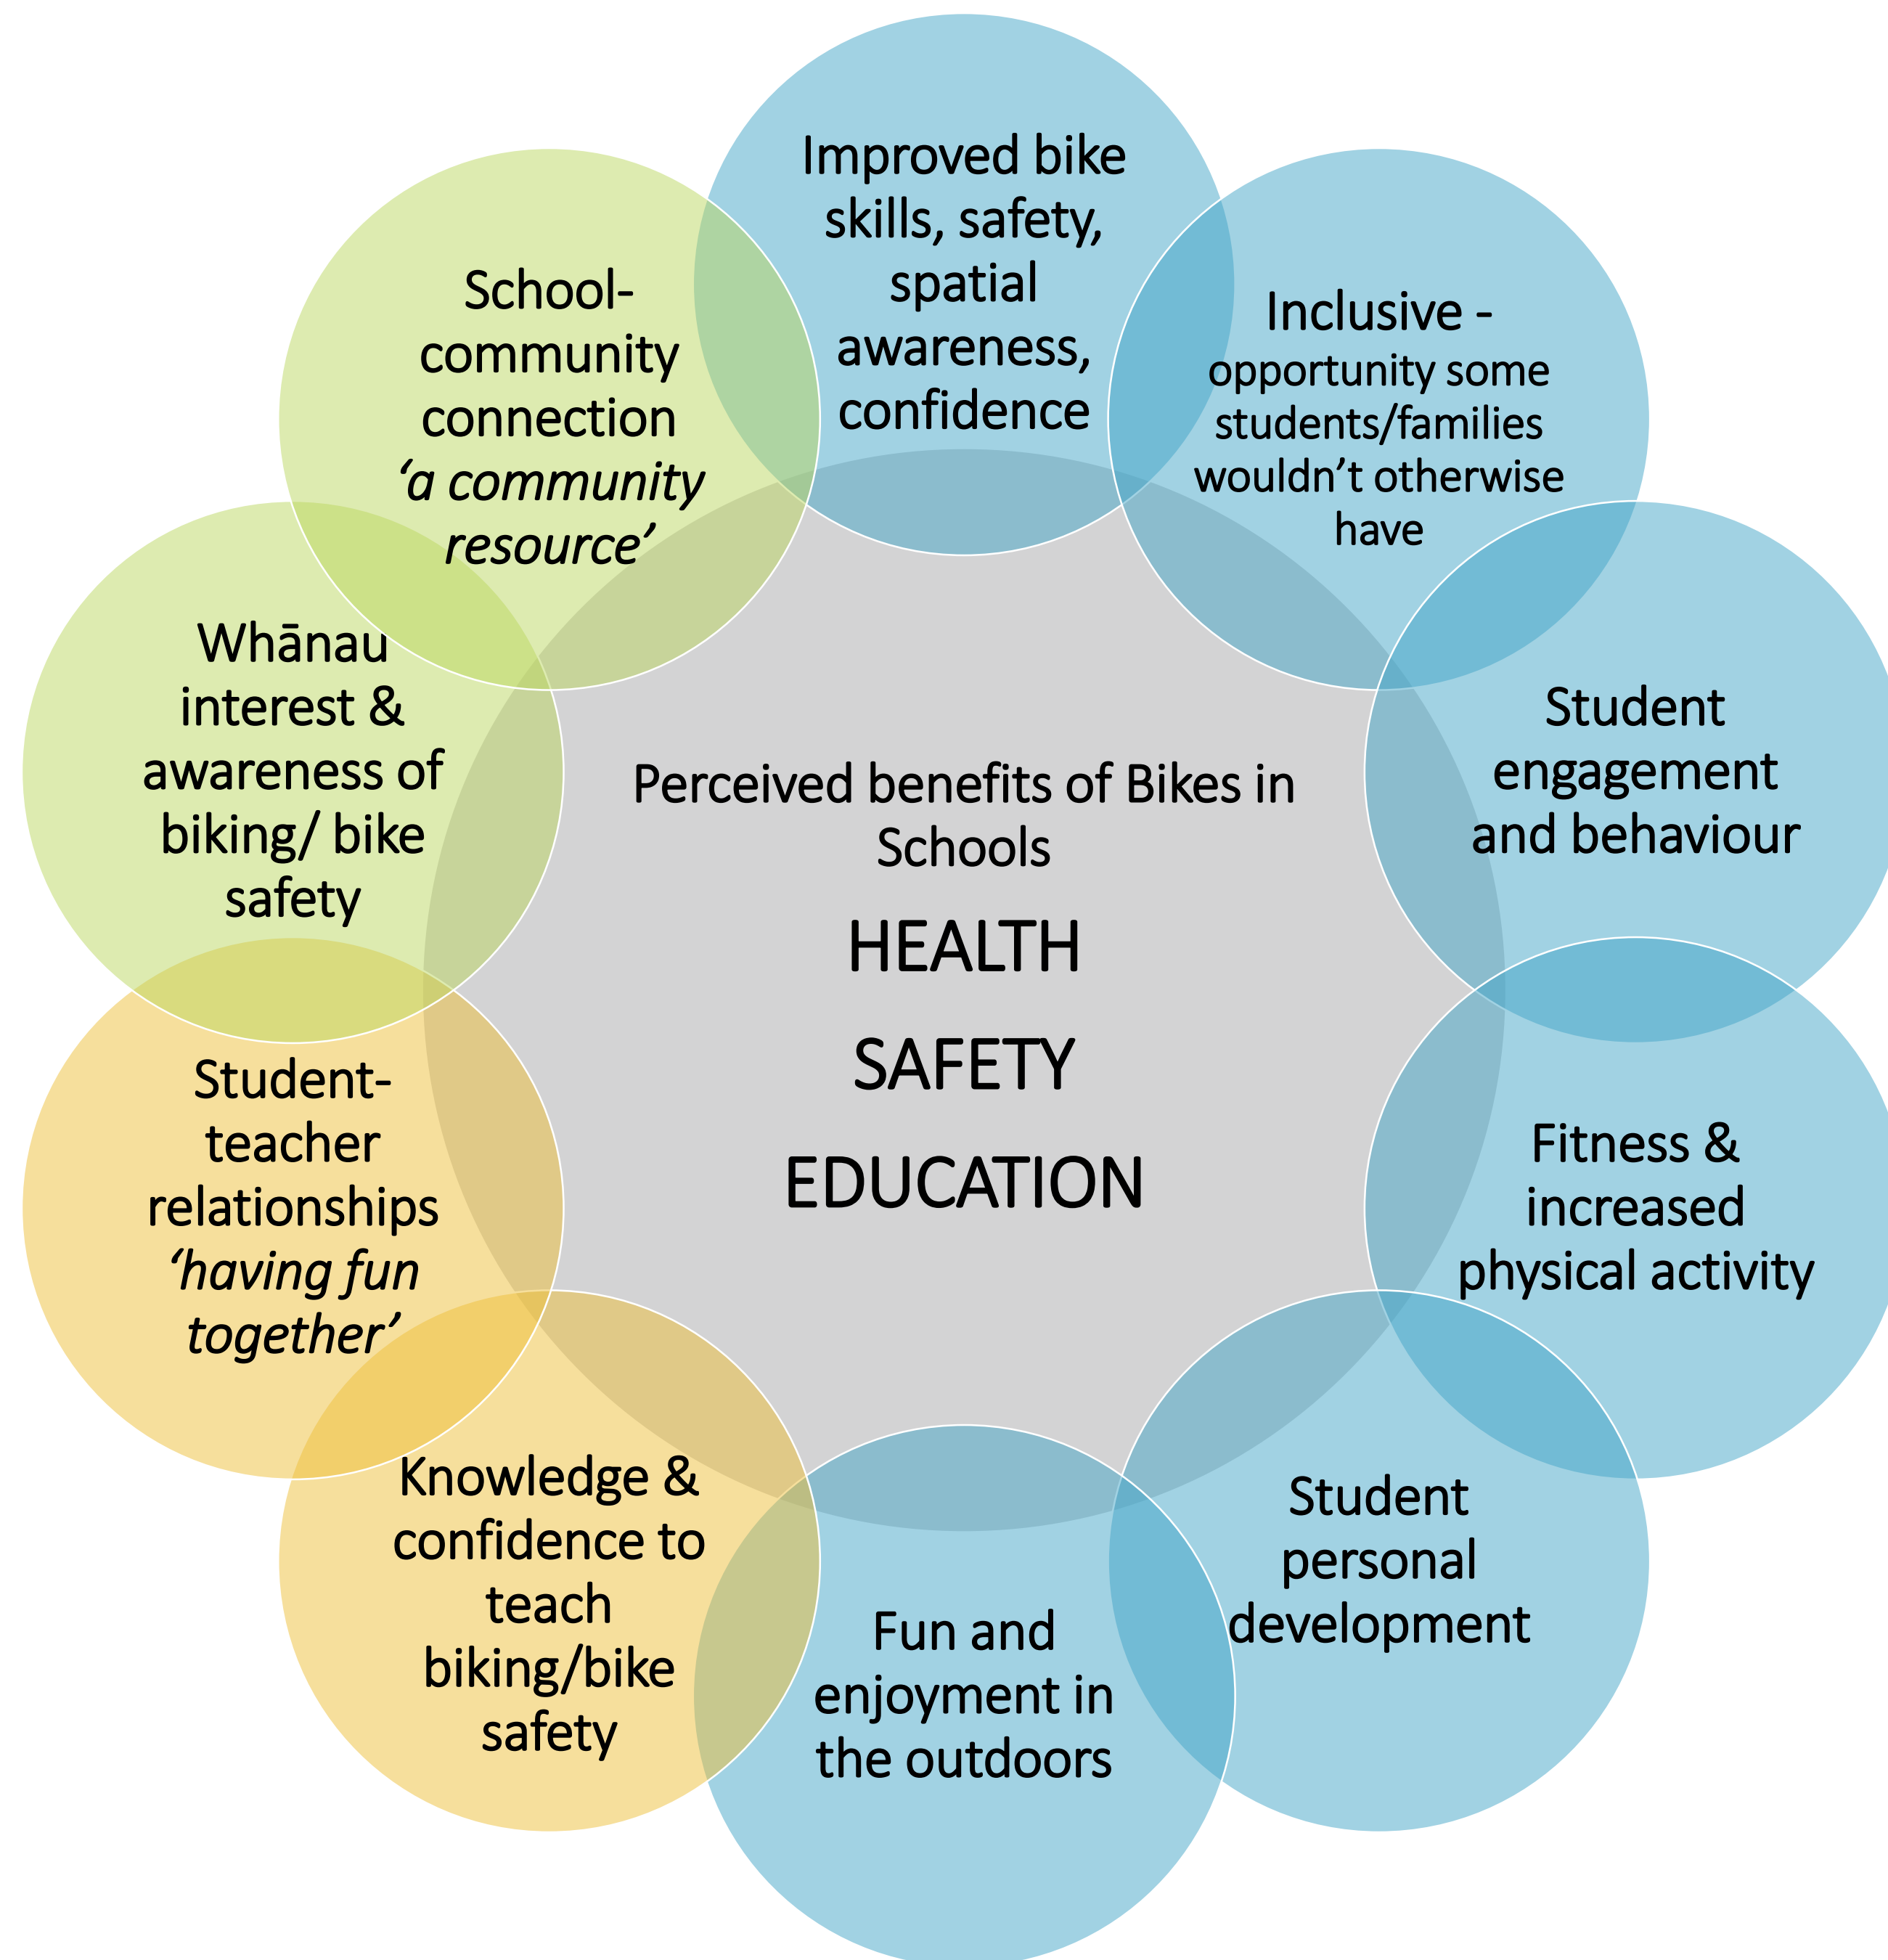 Improved bike
skills, safety,
spatial
awareness,
confidence
Inclusive -
opportunity some
students/families
wouldn’t otherwise
have
Student
engagement
and behaviour
Fitness &
increased
physical activity
Student
personal
development
Fun and
enjoyment in
the outdoors
Knowledge &
confidence to
teach
biking/bike
safety
Student-
teacher
relationships
‘having fun
together’
Whānau
interest &
awareness of
biking/ bike
safety
School-
community
connection
‘a community
resource’
Perceived benefits of Bikes in
Schools
HEALTH
SAFETY
EDUCATION